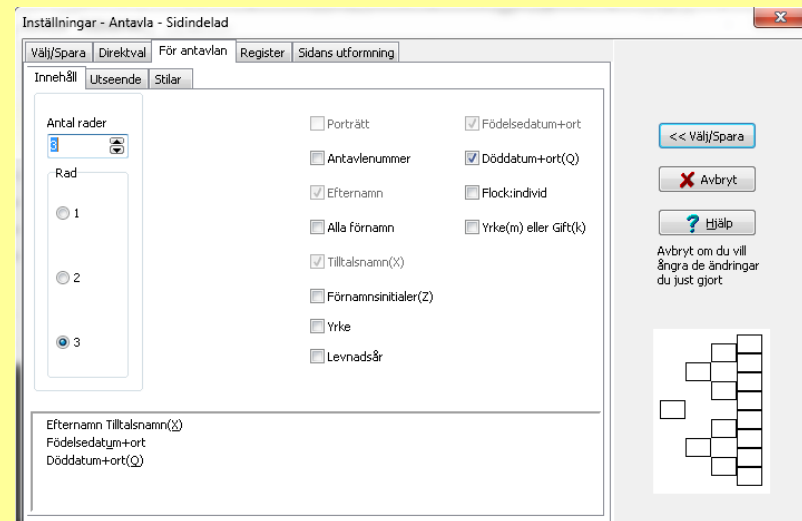 Inställningar - Antavla - Sidindelad
x
Välj/Spara Direktval För antavlan Register Sidans utformning
Innehåll Utseende Stilar
Antal rader
3
Rad
1
2
3
Porträtt
Antavlenummer
Efternamn
Alla förnamn
Tilltalsnamn(X)
Förnamnsinitialer(Z)
Yrke
Levnadsår
Födelsedatum+ort
Döddatum+ort(Q)
Flock:individ
Yrke(m) eller Gift(k)
<< Välj/Spara
Avbryt
? Hjälp
Avbryt om du vill
ångra de ändringar
du just gjort
Efternamn Tilltalsnamn(X)
Födelsedatum+ort
Döddatum+ort(Q)